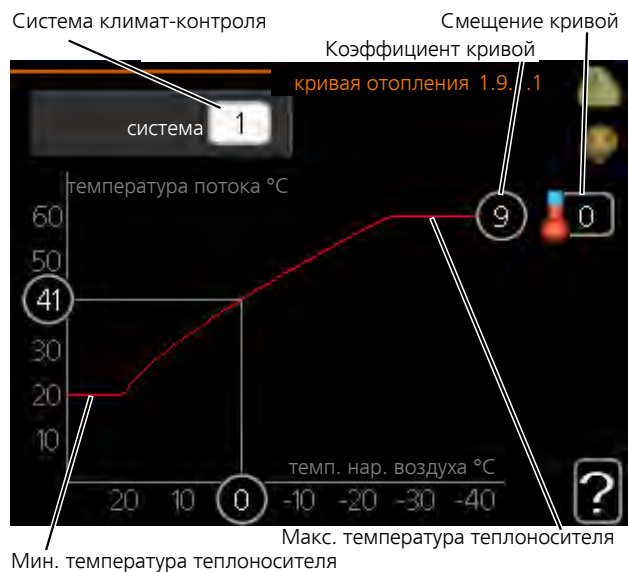 Система климат-контроля
Смещение кривой
Коэффициент кривой
кривая отопления 1.9.1.1
система 1
температура потока °C
60
9
0
50
41
30
20
10
темп. нар. воздуха °C
20 10 0 -10 -20 -30 -40
?
Макс. температура теплоносителя
Мин. температура теплоносителя